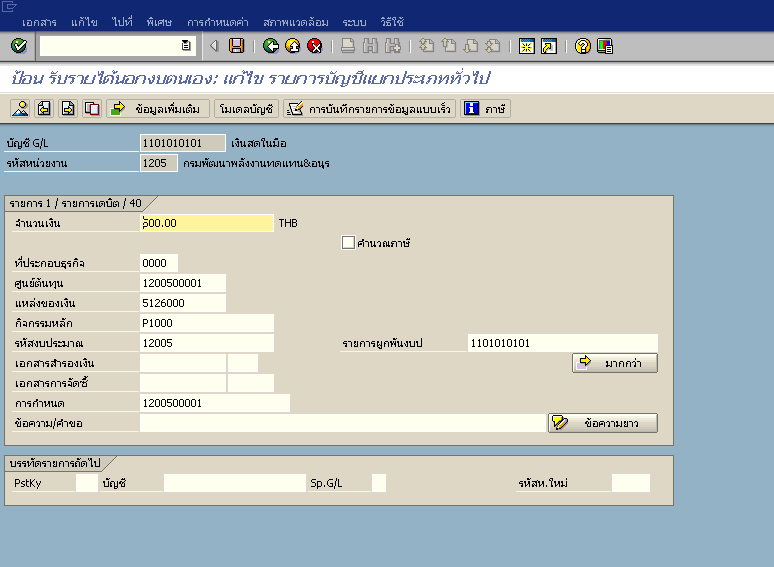 เอกสาร แก้ไข ไปที่ พิเศษ การกำหนดค่า สภาพแวดล้อม ระบบ วิธีใช้
ป้อน รับรายได้นอกงบตนเอง: แก้ไข รายการบัญชีแยกประเภททั่วไป
ข้อมูลเพิ่มเติม โมเดลบัญชี การบันทึกรายการข้อมูลแบบเร็ว ภาษี
บัญชี G/L 1101010101 เงินสดในมือ
รหัสหน่วยงาน 1205 กรมพัฒนาพลังงานทดแทน&อนุร
รายการ 1 / รายการเดบิต / 40
จำนวนเงิน 500.00 THB
คำนวณภาษี
ที่ประกอบธุรกิจ 0000
ศูนย์ต้นทุน 1200500001
แหล่งของเงิน 5126000
กิจกรรมหลัก P1000
รหัสงบประมาณ 12005 รายการผูกพันงบป 1101010101
เอกสารสำรองเงิน มากกว่า
เอกสารการจัดซื้
การกำหนด 1200500001
ข้อความ/คำขอ ข้อความยาว
บรรทัดรายการถัดไป
PstKy บัญชี Sp.G/L รหัสห.ใหม่